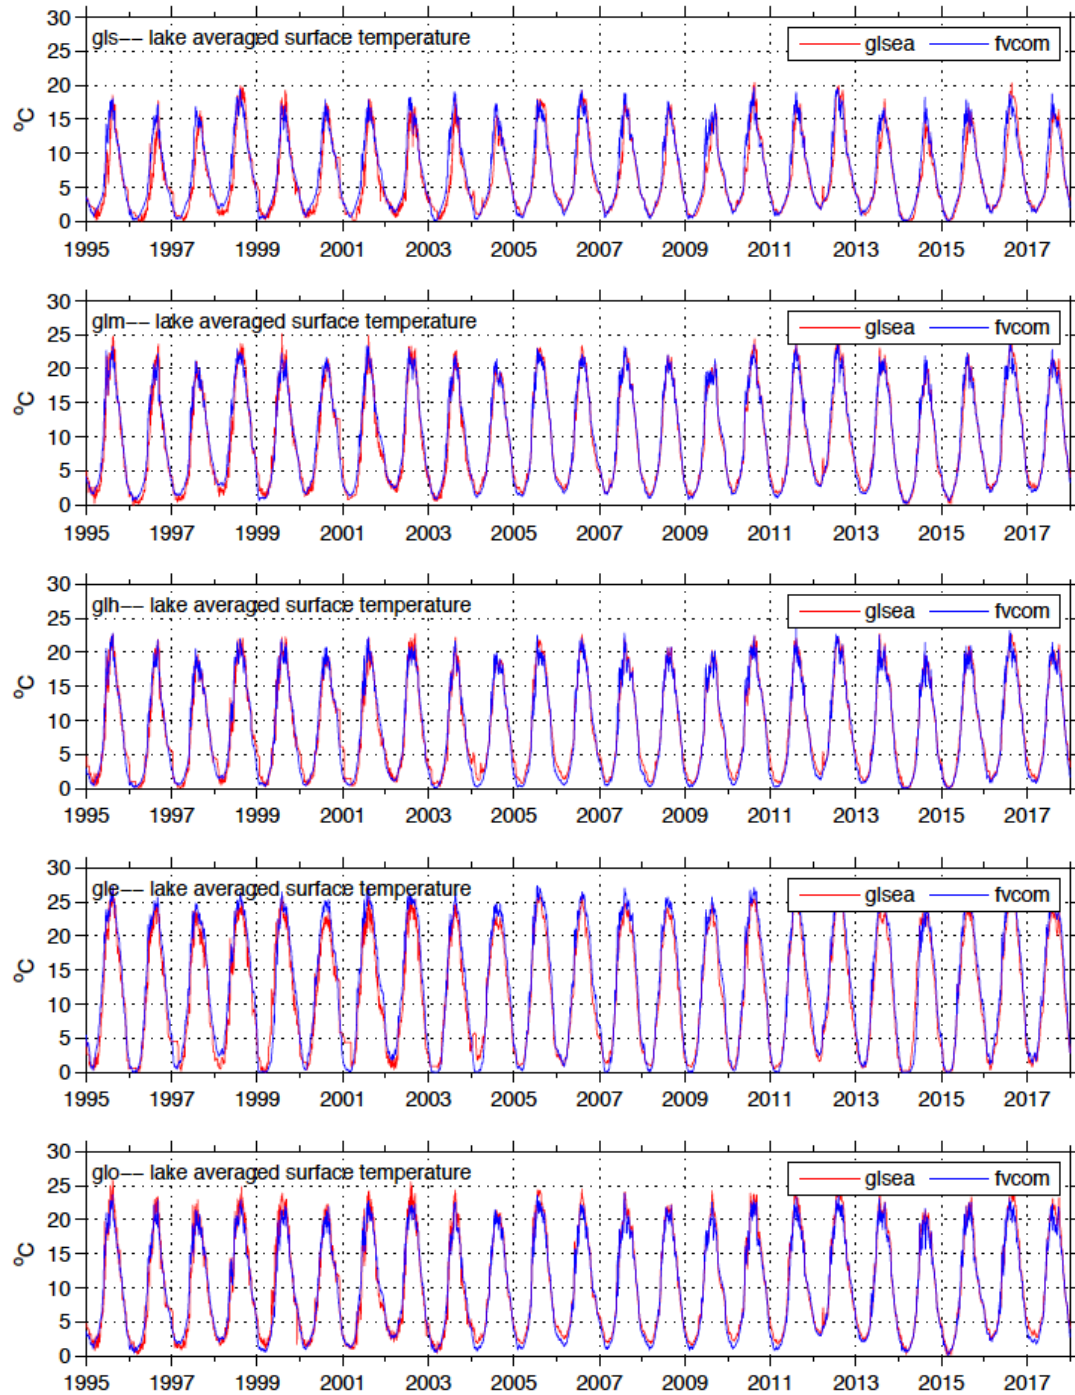 30
gls−− lake averaged surface temperature
glsea
fvcom
25
20
15
10
5
0
ºC
1995 1997 1999 2001 2003 2005 2007 2009 2011 2013 2015 2017
30
glm−− lake averaged surface temperature
glsea
fvcom
25
20
15
10
5
0
ºC
1995 1997 1999 2001 2003 2005 2007 2009 2011 2013 2015 2017
30
glh−− lake averaged surface temperature
glsea
fvcom
25
20
15
10
5
0
ºC
1995 1997 1999 2001 2003 2005 2007 2009 2011 2013 2015 2017
30
gle−− lake averaged surface temperature
glsea
fvcom
25
20
15
10
5
0
ºC
1995 1997 1999 2001 2003 2005 2007 2009 2011 2013 2015 2017
30
glo−− lake averaged surface temperature
glsea
fvcom
25
20
15
10
5
0
ºC
1995 1997 1999 2001 2003 2005 2007 2009 2011 2013 2015 2017